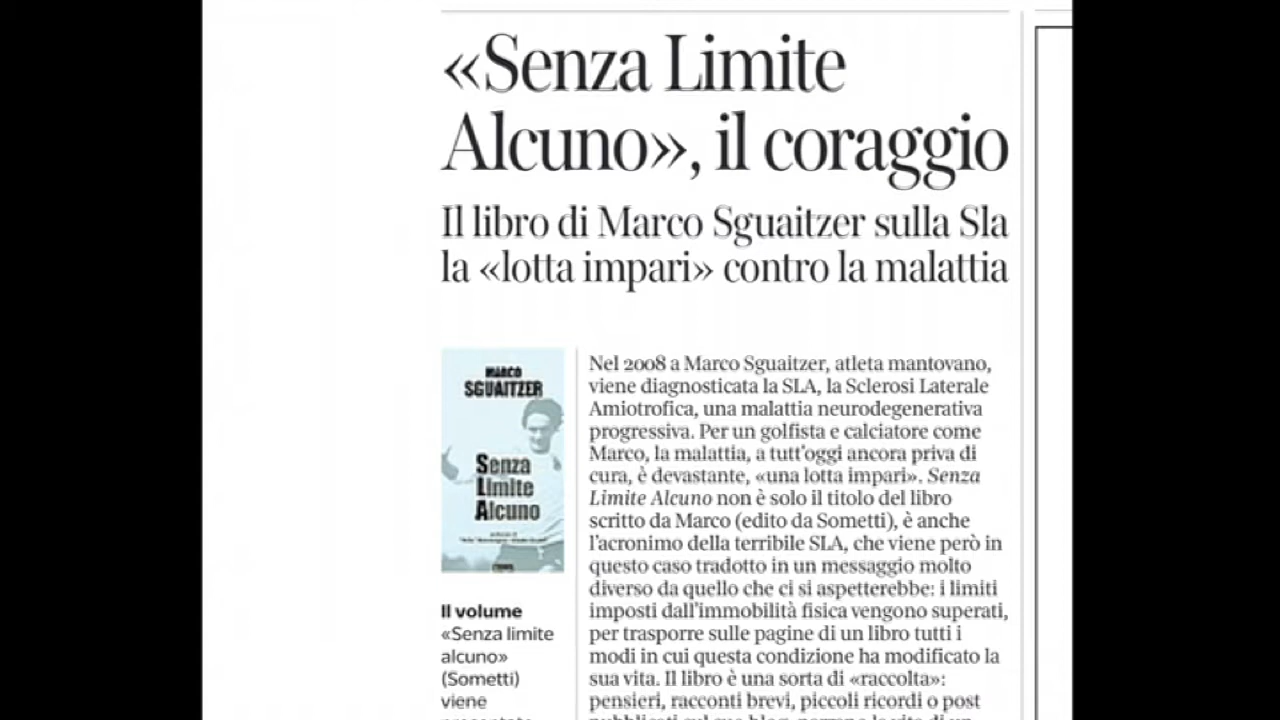 «Senza Limite
Alcuno», il coraggio
Il libro di Marco Sguaitzer sulla Sla
la «lotta impari» contro la malattia
MARCO
SGUAITZER
Senza
Limite
Alcuno
Il volume
«Senza limite
alcuno»
(Sometti)
viene
Nel 2008 a Marco Sguaitzer, atleta mantovano,
viene diagnosticata la SLA, la Sclerosi Laterale
Amiotrofica, una malattia neurodegenerativa
progressiva. Per un golfista e calciatore come
Marco, la malattia, a tutt'oggi ancora priva di
cura, è devastante, «una lotta impari». Senza
Limite Alcuno non è solo il titolo del libro
scritto da Marco (edito da Sometti), è anche
l'acronimo della terribile SLA, che viene però in
questo caso tradotto in un messaggio molto
diverso da quello che ci si aspetterebbe: i limiti
imposti dall'immobilità fisica vengono superati,
per trasporre sulle pagine di un libro tutti i
modi in cui questa condizione ha modificato la
sua vita. Il libro è una sorta di «raccolta»:
pensieri, racconti brevi, piccoli ricordi o post